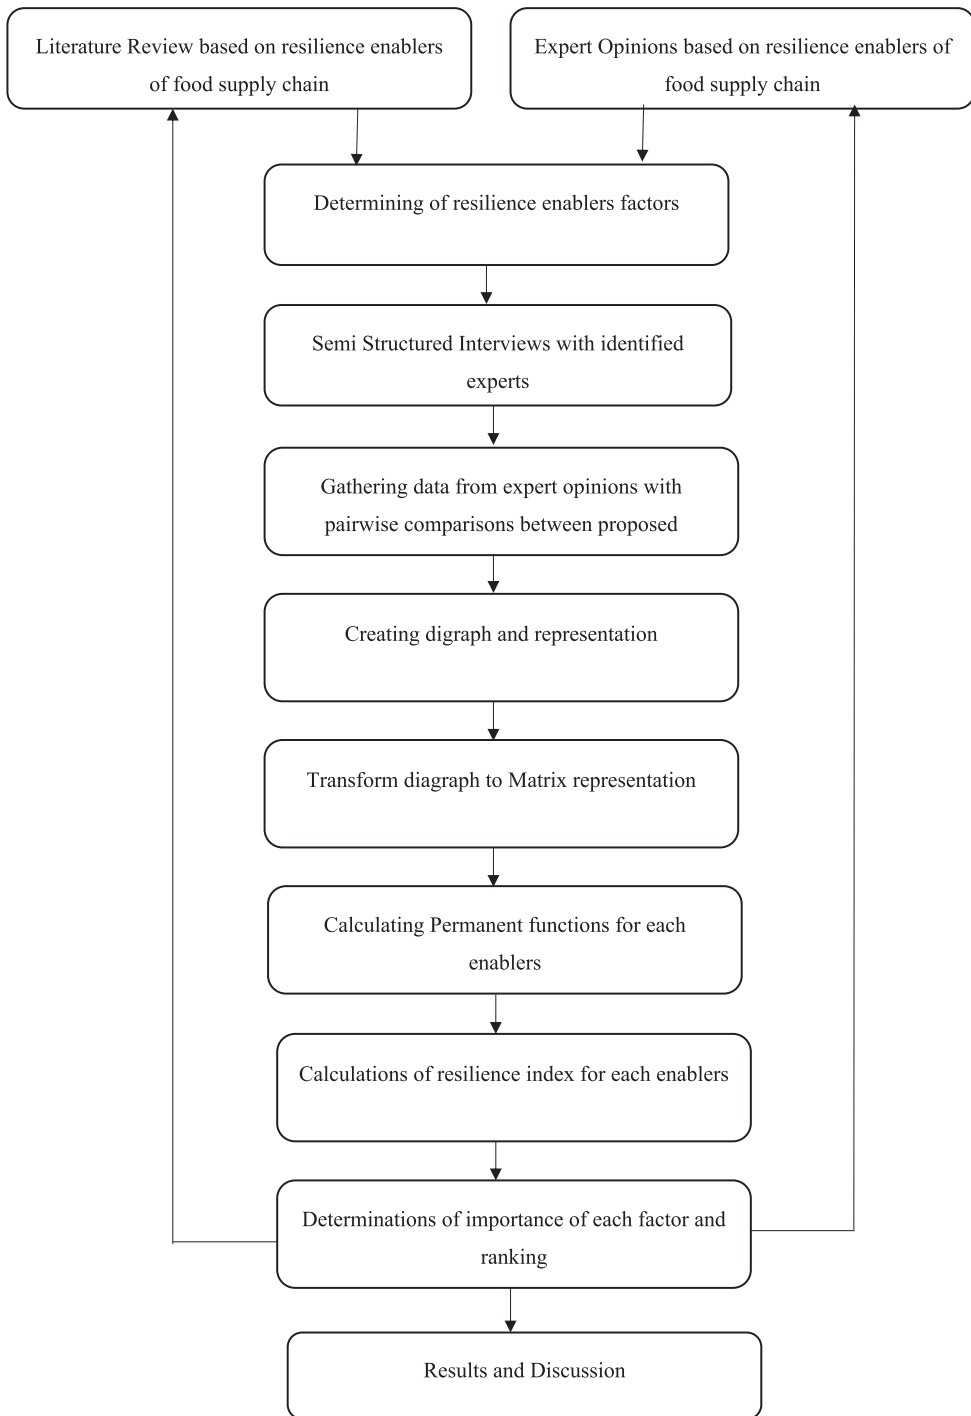 Literature Review based on resilience enablers
of food supply chain
Expert Opinions based on resilience enablers of
food supply chain
Determining of resilience enablers factors
Semi Structured Interviews with identified
experts
Gathering data from expert opinions with
pairwise comparisons between proposed
Creating digraph and representation
Transform diagraph to Matrix representation
Calculating Permanent functions for each
enablers
Calculations of resilience index for each enablers
Determinations of importance of each factor and
ranking
Results and Discussion